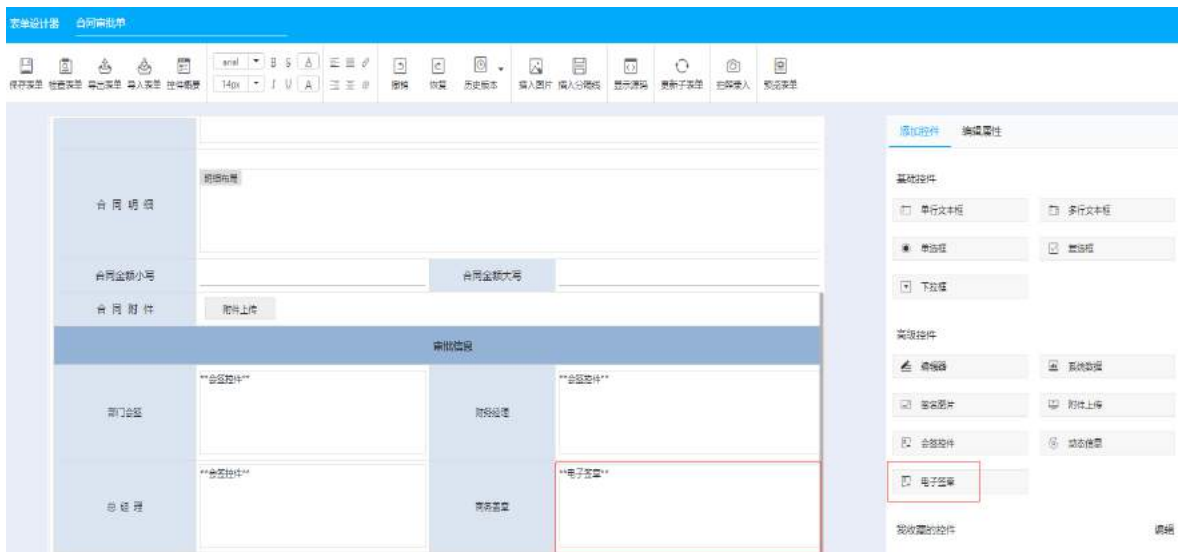 表单设计器 合同审批单
保存表单 检查表单 导出表单 导入表单 控件概要 arial B S A 14px I U A 撤销 恢复 历史版本 插入图片 插入分隔线 显示源码 更新子表单 扫描录入 预览表单
添加控件 编辑属性
明细布局
合 同 明 细
合同金额小写 合同金额大写
合 同 附 件 附件上传
审批信息
**会签控件** **会签控件**
部门会签 财务经理
**会签控件** **电子签章**
总 经 理 商务盖章
基础控件
单行文本框 多行文本框
单选框 复选框
下拉框
高级控件
编辑器 系统数据
签名图片 附件上传
会签控件 动态信息
电子签章
我收藏的控件 编辑